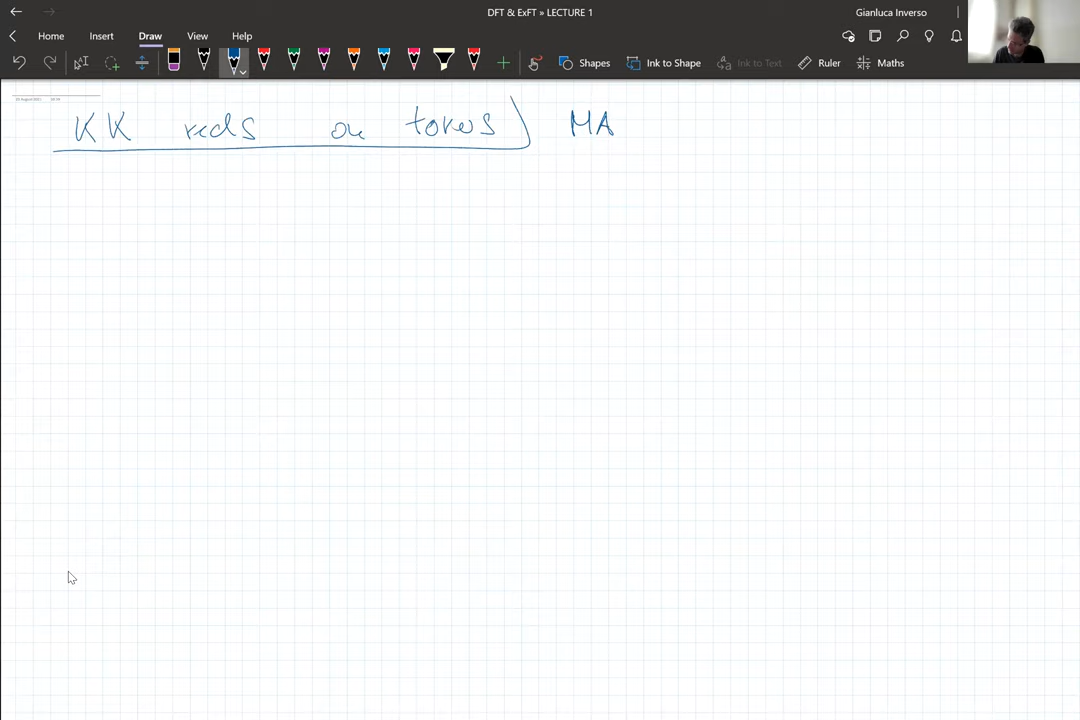 DFT & ExFT » LECTURE 1
Gianluca Inverso
Home Insert Draw View Help
Shapes Ink to Shape Ink to Text Ruler Maths
KK reds on torus MA